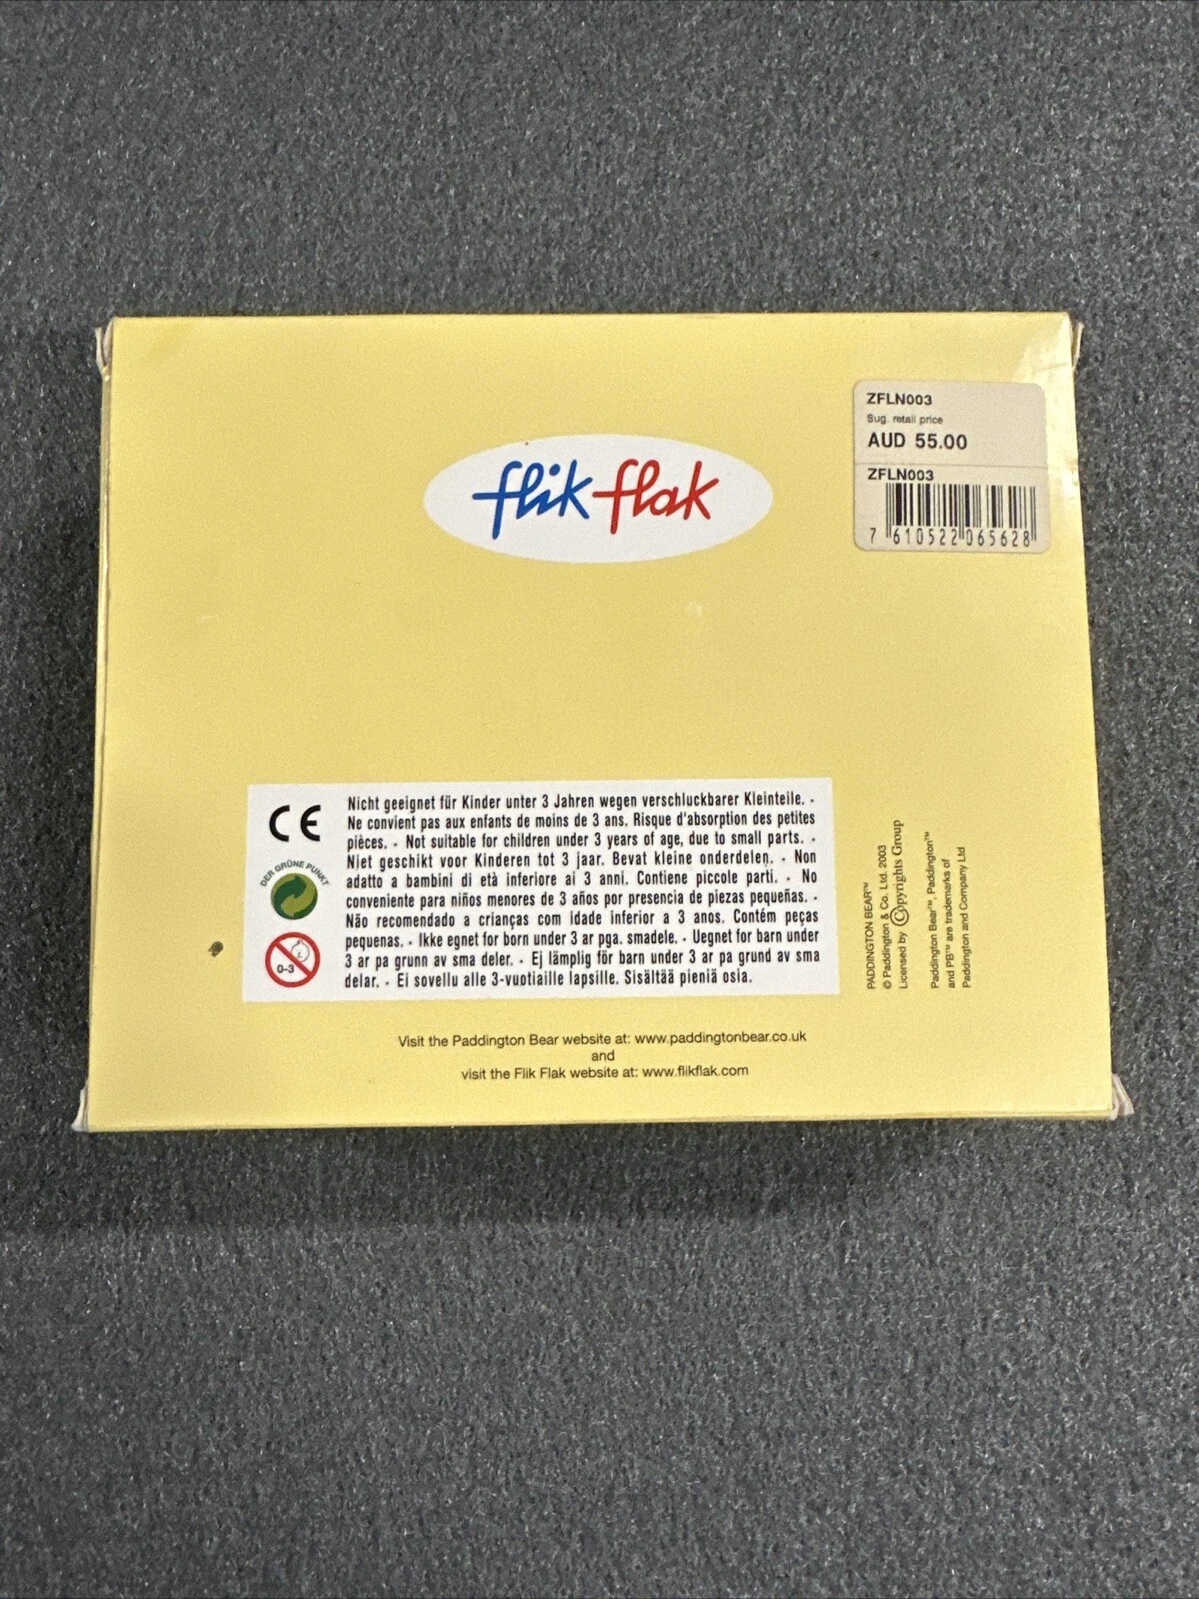 ZFLN003
Sug. retail price
AUD 55.00
ZFLN003
7 610522 065628
flik flak
CE
Nicht geeignet für Kinder unter 3 Jahren wegen verschluckbarer Kleinteile. -
Ne convient pas aux enfants de moins de 3 ans. Risque d'absorption des petites
pièces. - Not suitable for children under 3 years of age, due to small parts. -
Niet geschikt voor Kinderen tot 3 jaar. Bevat kleine onderdelen. - Non
adatto a bambini di età inferiore ai 3 anni. Contiene piccole parti. - No
conveniente para niños menores de 3 años por presencia de piezas pequeñas. -
Não recomendado a crianças com idade inferior a 3 anos. Contém peças
pequenas. - Ikke egnet for born under 3 ar pga. smadele. - Uegnet for barn under
3 ar pa grunn av sma deler. - Ej lämplig för barn under 3 ar pa grund av sma
delar. - Ei sovellu alle 3-vuotiaille lapsille. Sisältää pieniä osia.
DER GRÜNE PUNKT
0-3
PADDINGTON BEAR™
© Paddington & Co. Ltd. 2003
Licensed by Copyrights Group
Paddington Bear™, Paddington™
and PB™ are trademarks of
Paddington and Company Ltd
Visit the Paddington Bear website at: www.paddingtonbear.co.uk
and
visit the Flik Flak website at: www.flikflak.com